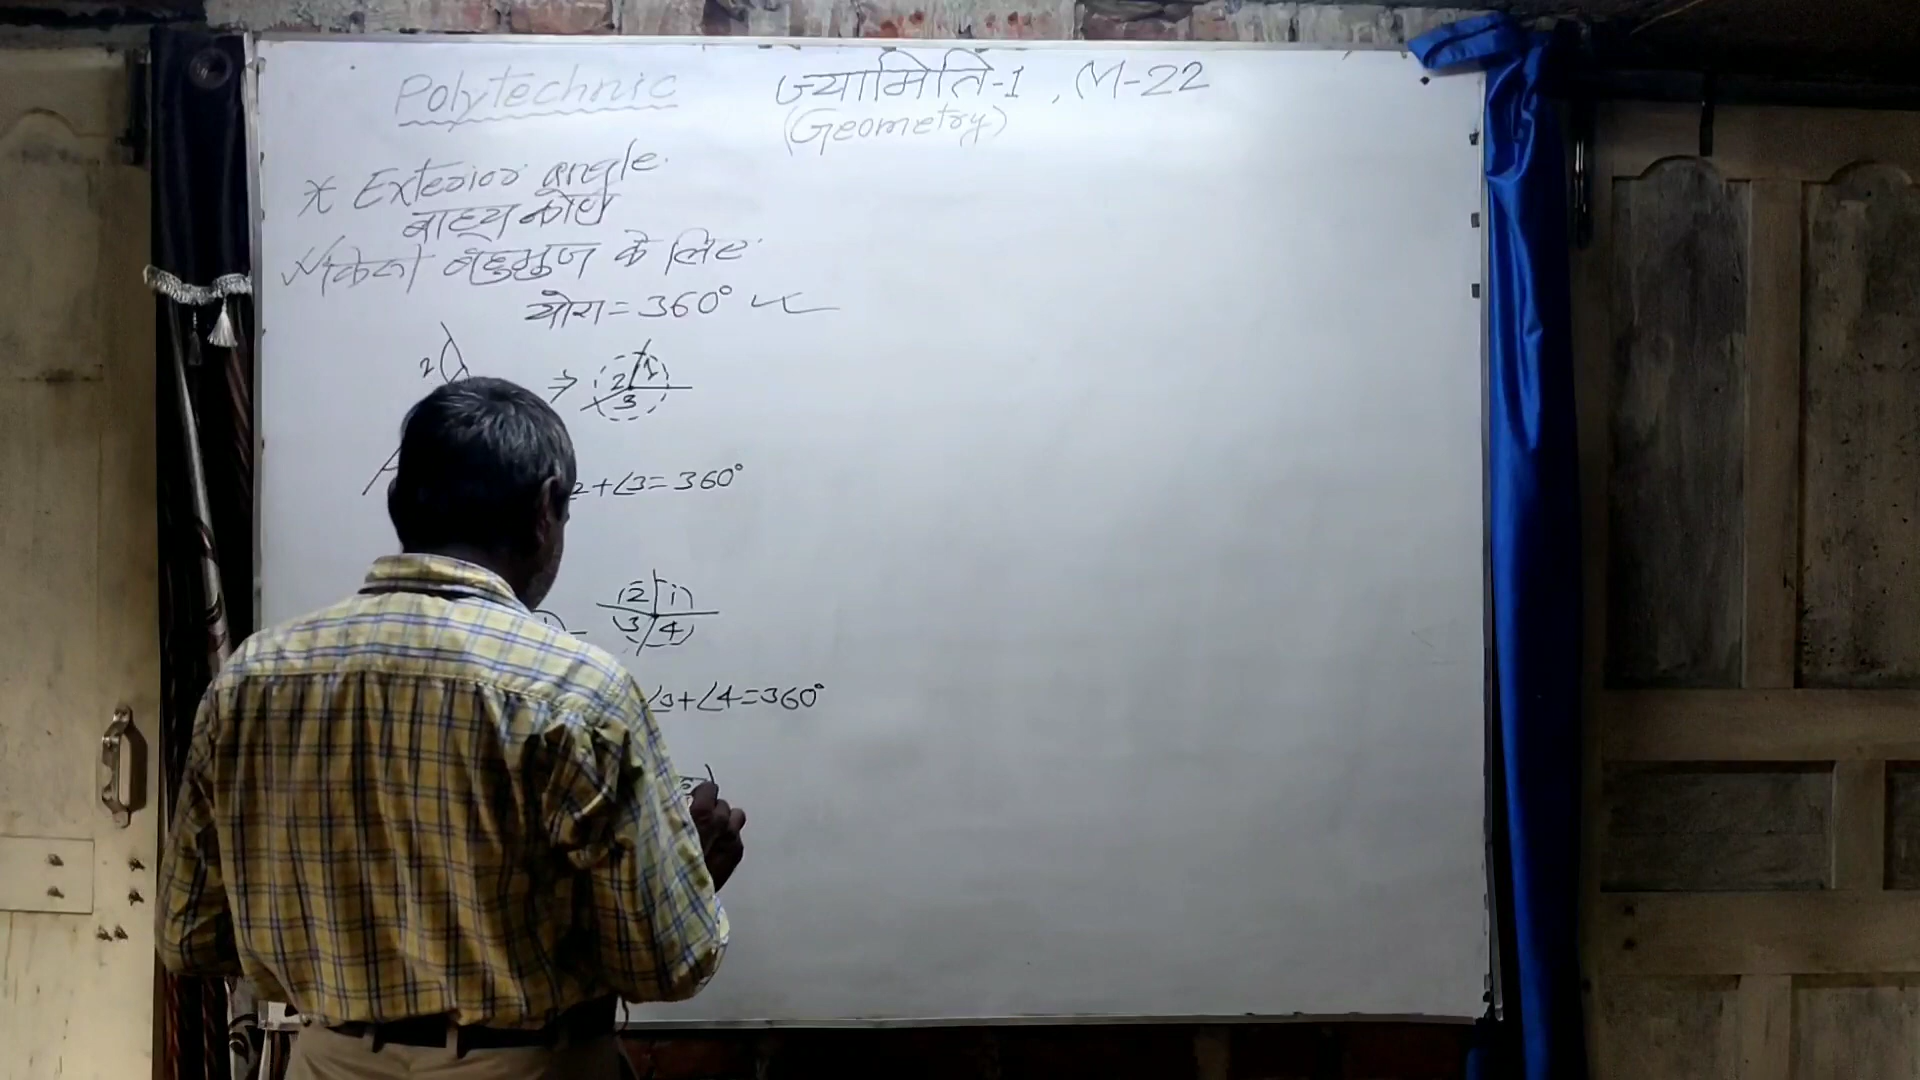 Polytechnic ज्यामिति-1, M-22
(Geometry)
* Exterior angle.
बाह्य कोण
बहुभुज के लिए
योग = 360°
2
⇒ 2 1
3
2+∠3=360°
2 1
3 4
∠3+∠4=360°